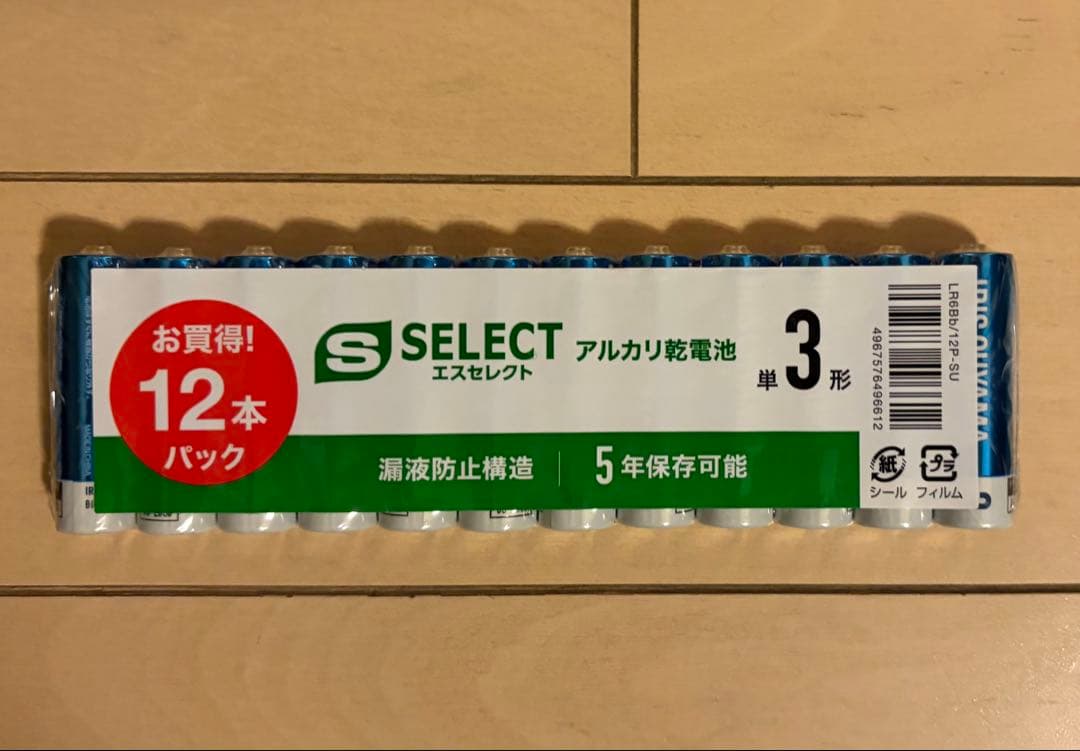 お買得!
12本
パック
S SELECT
エスセレクト
アルカリ乾電池
単3形
漏液防止構造
5年保存可能
LR6Bb/12P-SU
4967576496612
紙
シール
プラ
フィルム